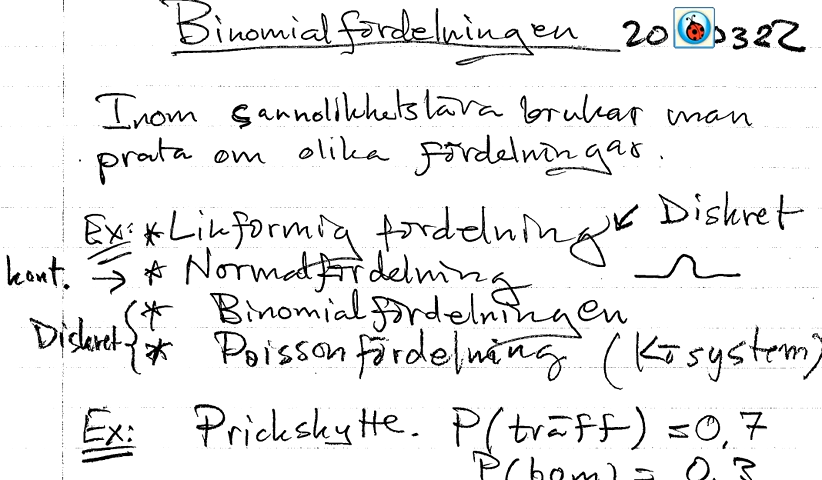 Binomialfördelningen 20 0322
Inom sannolikhetslära brukar man
prata om olika fördelningar.
Ex: * Likformig fördelning ↙ Diskret
kont. → * Normalfördelning
Diskret { * Binomialfördelningen
* Poissonfördelning (Kösystem)
Ex: Prickskytte. P(träff) = 0,7
P(bom) = 0.3